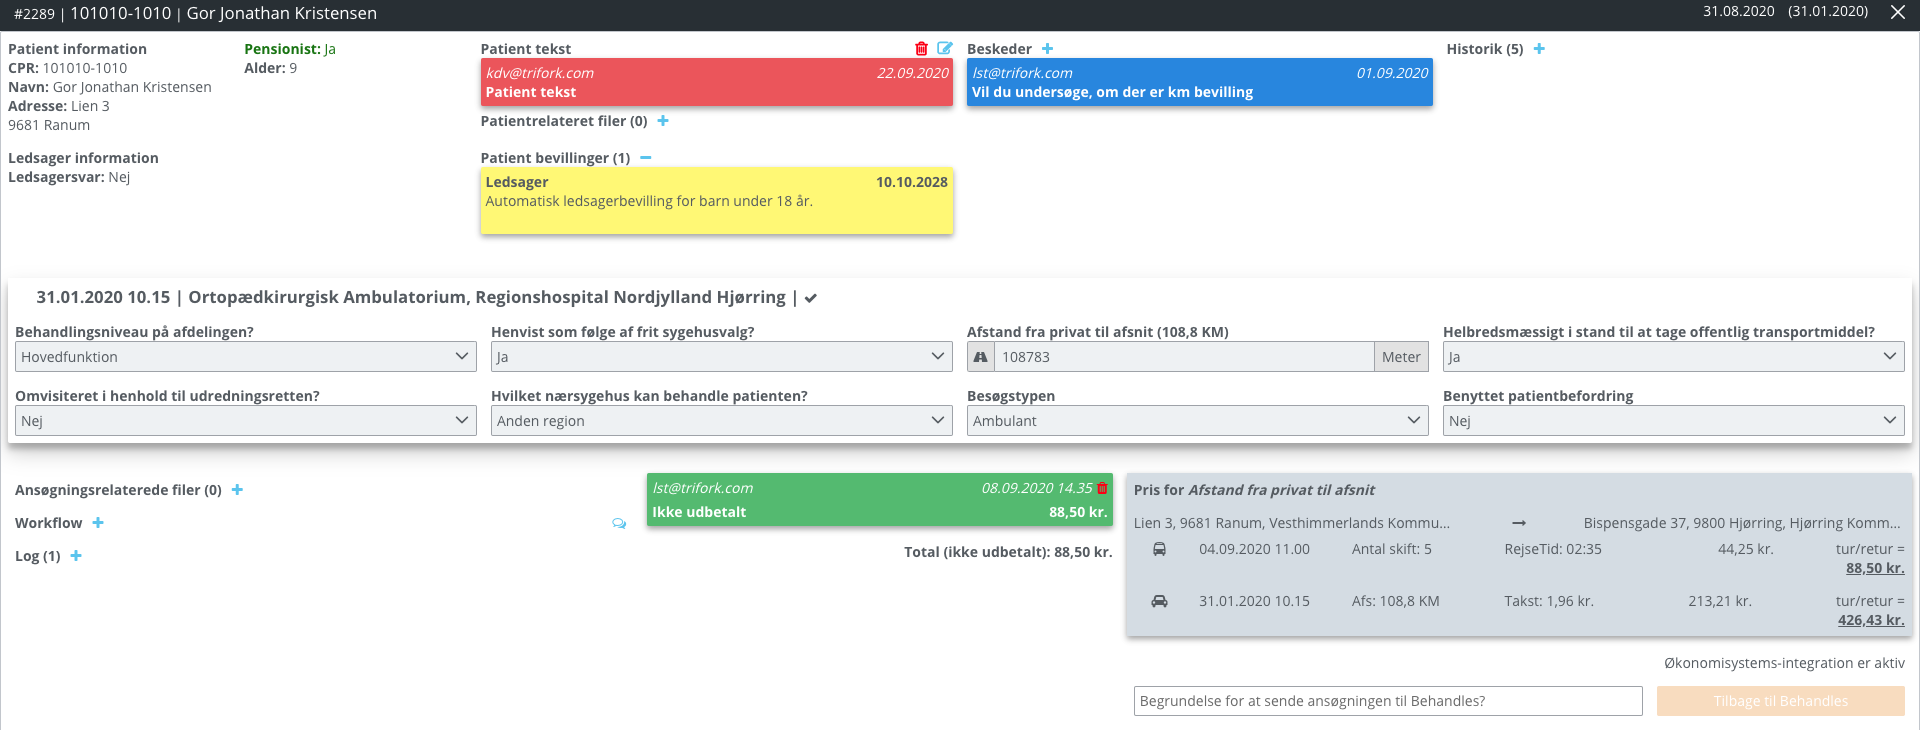 #2289 | 101010-1010 | Gor Jonathan Kristensen
31.08.2020 (31.01.2020)
Patient information
CPR: 101010-1010
Navn: Gor Jonathan Kristensen
Adresse: Lien 3
9681 Ranum
Ledsager information
Ledsagersvar: Nej
Pensionist: Ja
Alder: 9
Patient tekst
kdv@trifork.com 22.09.2020
Patient tekst
Patientrelateret filer (0)
Patient bevillinger (1)
Ledsager 10.10.2028
Automatisk ledsagerbevilling for barn under 18 år.
Beskeder
lst@trifork.com 01.09.2020
Vil du undersøge, om der er km bevilling
Historik (5)
31.01.2020 10.15 | Ortopædkirurgisk Ambulatorium, Regionshospital Nordjylland Hjørring |
Behandlingsniveau på afdelingen?
Hovedfunktion
Henvist som følge af frit sygehusvalg?
Ja
Afstand fra privat til afsnit (108,8 KM)
108783 Meter
Helbredsmæssigt i stand til at tage offentlig transportmiddel?
Ja
Omvisiteret i henhold til udredningsretten?
Nej
Hvilket nærsygehus kan behandle patienten?
Anden region
Besøgstypen
Ambulant
Benyttet patientbefordring
Nej
Ansøgningsrelaterede filer (0)
Workflow
Log (1)
lst@trifork.com 08.09.2020 14.35
Ikke udbetalt 88,50 kr.
Total (ikke udbetalt): 88,50 kr.
Pris for Afstand fra privat til afsnit
Lien 3, 9681 Ranum, Vesthimmerlands Kommu... → Bispensgade 37, 9800 Hjørring, Hjørring Komm...
04.09.2020 11.00 Antal skift: 5 RejseTid: 02:35 44,25 kr. tur/retur =
88,50 kr.
31.01.2020 10.15 Afs: 108,8 KM Takst: 1,96 kr. 213,21 kr. tur/retur =
426,43 kr.
Økonomisystems-integration er aktiv
Begrundelse for at sende ansøgningen til Behandles?
Tilbage til Behandles